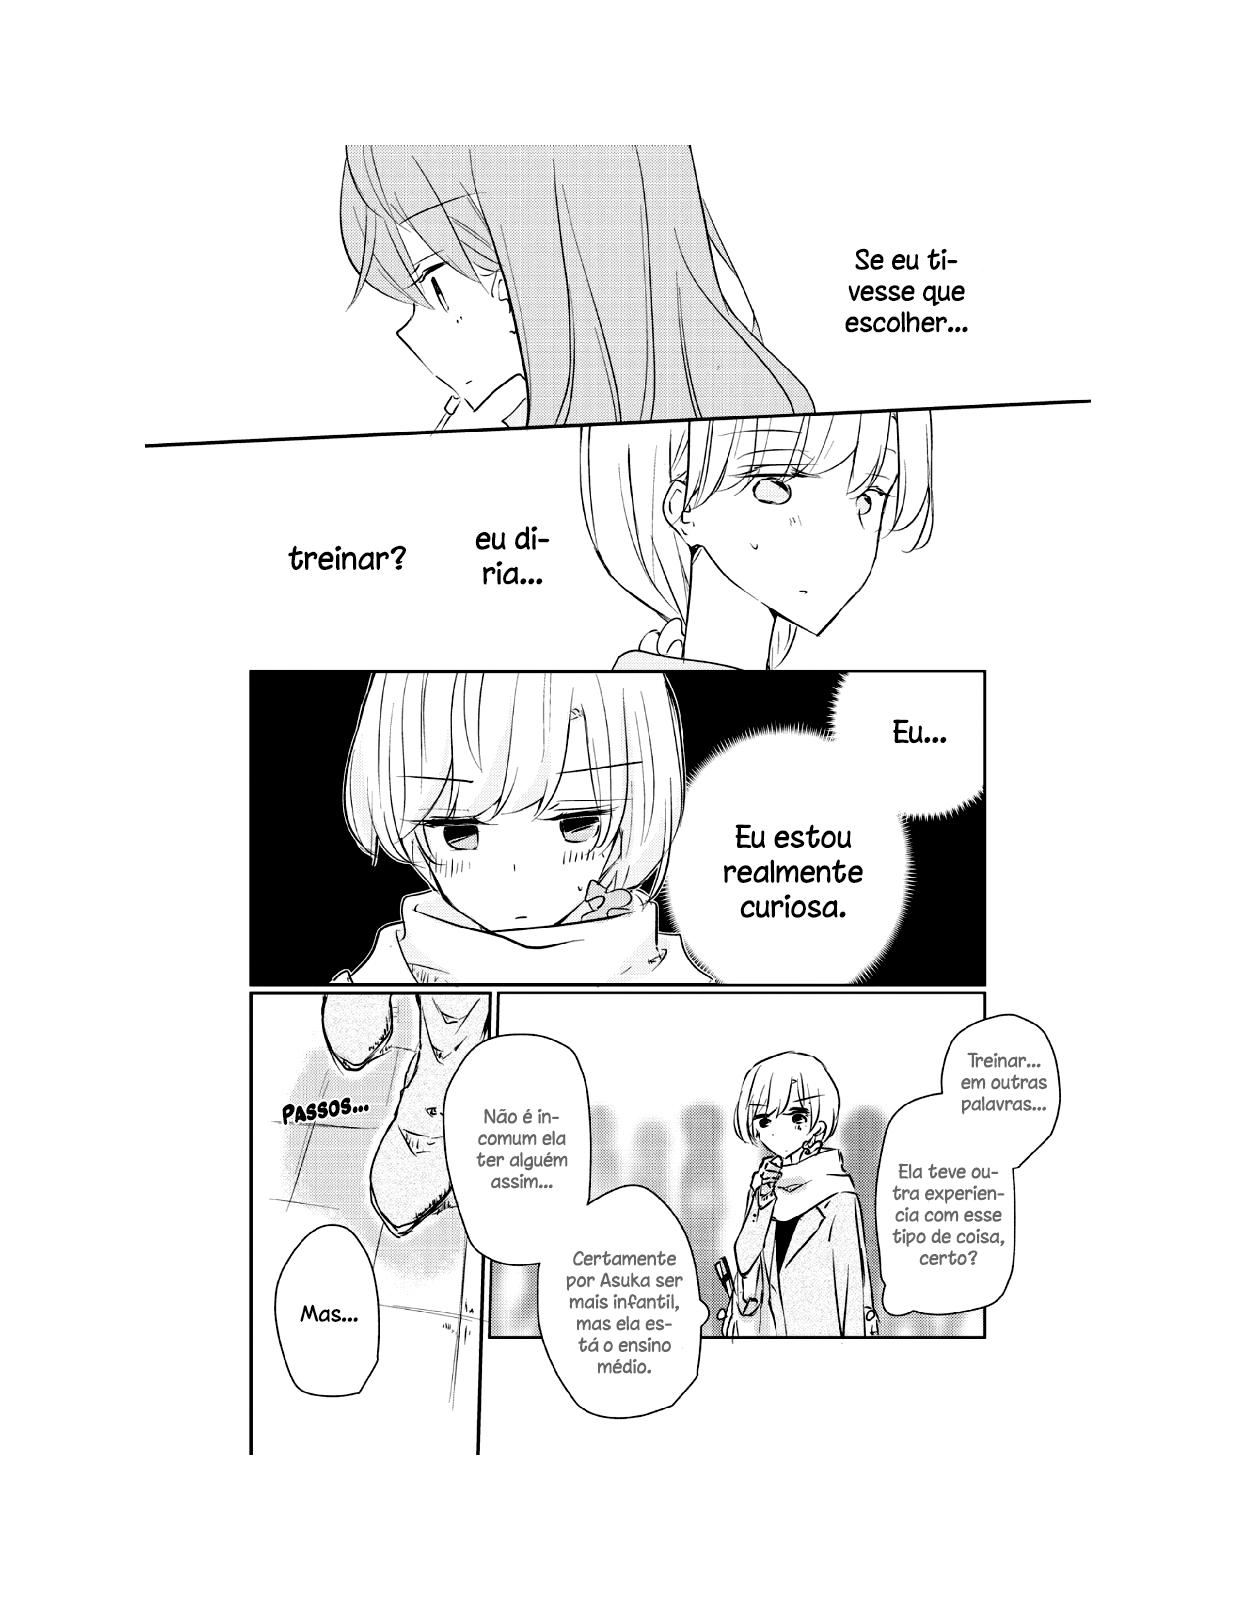 Se eu ti-
vesse que
escolher...
eu di-
ria...
treinar?
Eu...
Eu estou
realmente
curiosa.
Treinar...
em outras
palavras...
Ela teve ou-
tra experien-
cia com esse
tipo de coisa,
certo?
Não é in-
comum ela
ter alguém
assim...
Certamente
por Asuka ser
mais infantil,
mas ela es-
tá o ensino
médio.
PASSOS...
Mas...